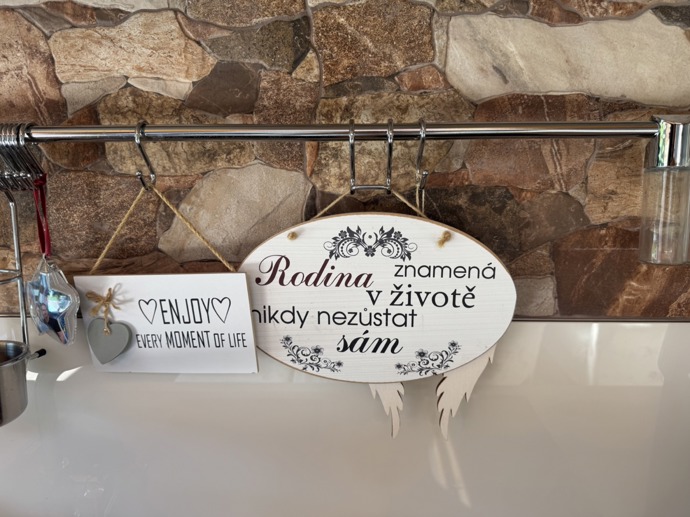 ♡ENJOY♡
EVERY MOMENT OF LIFE
Rodina znamená
v životě
nikdy nezůstat
sám